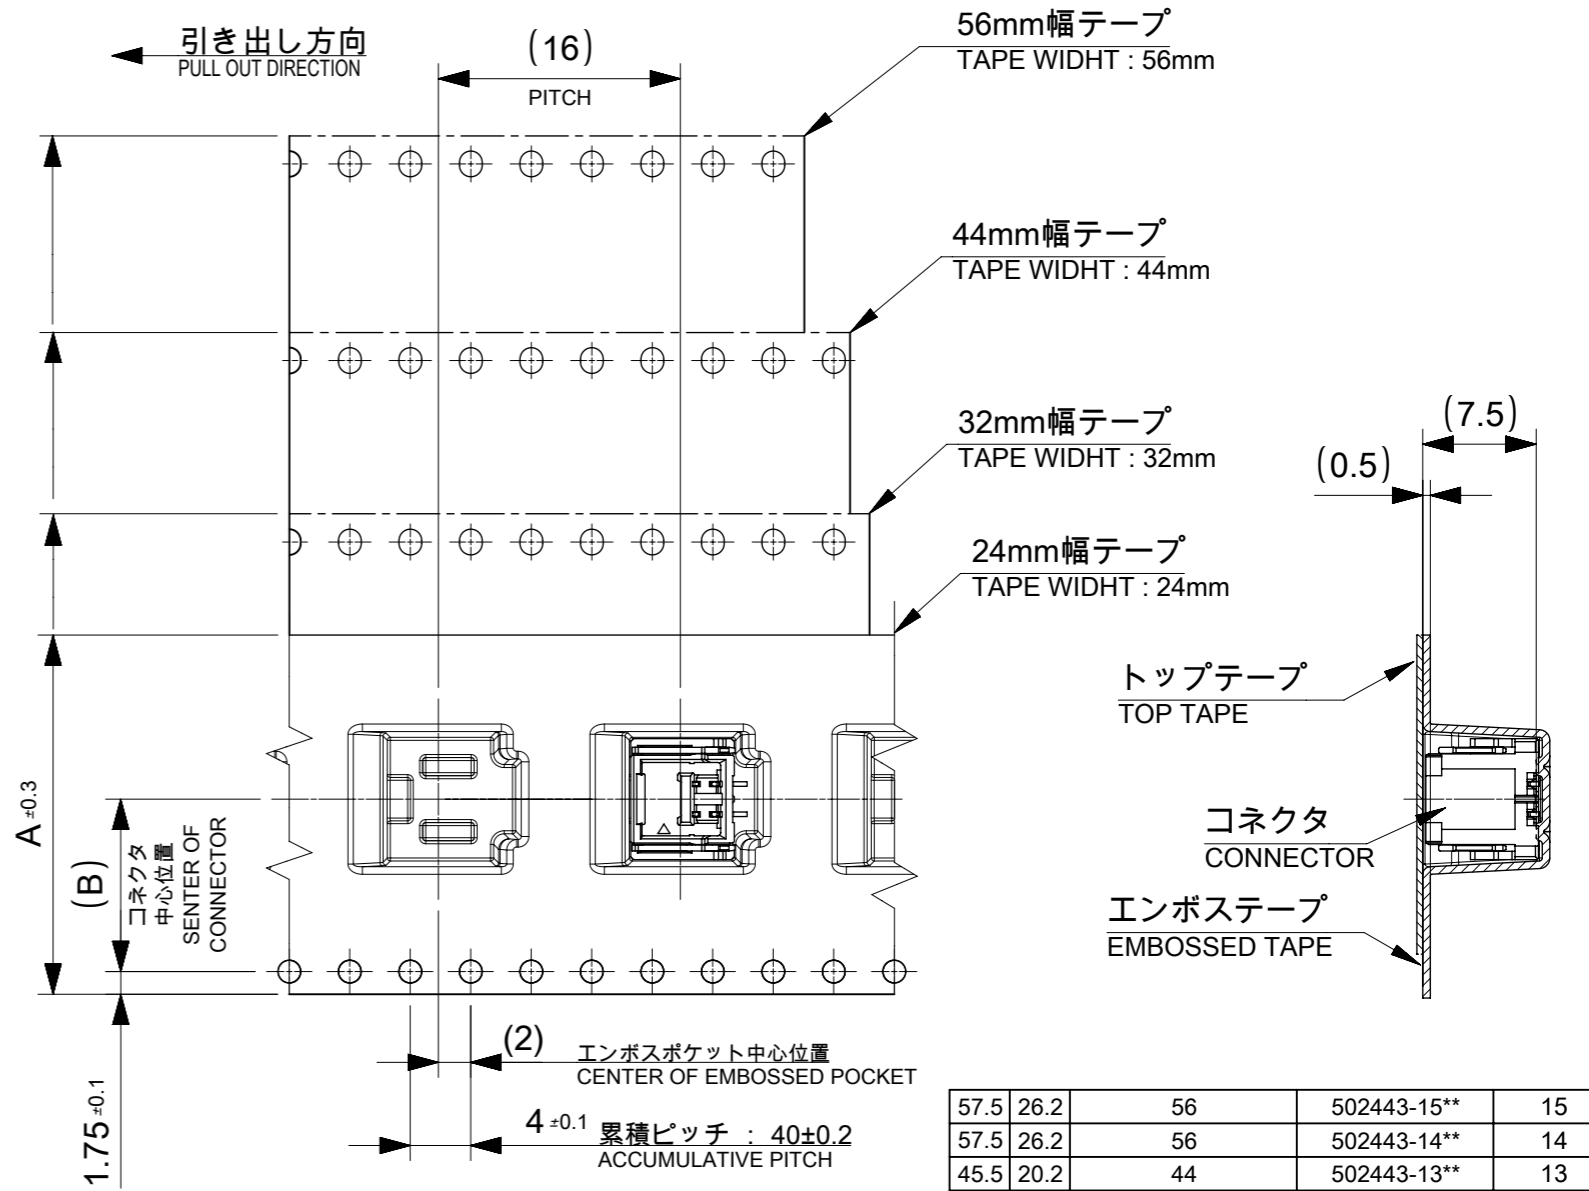 引き出し方向
PULL OUT DIRECTION
(16)
PITCH
56mm幅テープ
TAPE WIDHT : 56mm
44mm幅テープ
TAPE WIDHT : 44mm
32mm幅テープ
TAPE WIDHT : 32mm
24mm幅テープ
TAPE WIDHT : 24mm
(7.5)
(0.5)
トップテープ
TOP TAPE
コネクタ
CONNECTOR
エンボステープ
EMBOSSED TAPE
A ±0.3
(B)
コネクタ
中心位置
SENTER OF
CONNECTOR
1.75 ±0.1
(2)
エンボスポケット中心位置
CENTER OF EMBOSSED POCKET
4 ±0.1 累積ピッチ : 40±0.2
ACCUMULATIVE PITCH
57.5 26.2 56 502443-15** 15
57.5 26.2 56 502443-14** 14
45.5 20.2 44 502443-13** 13